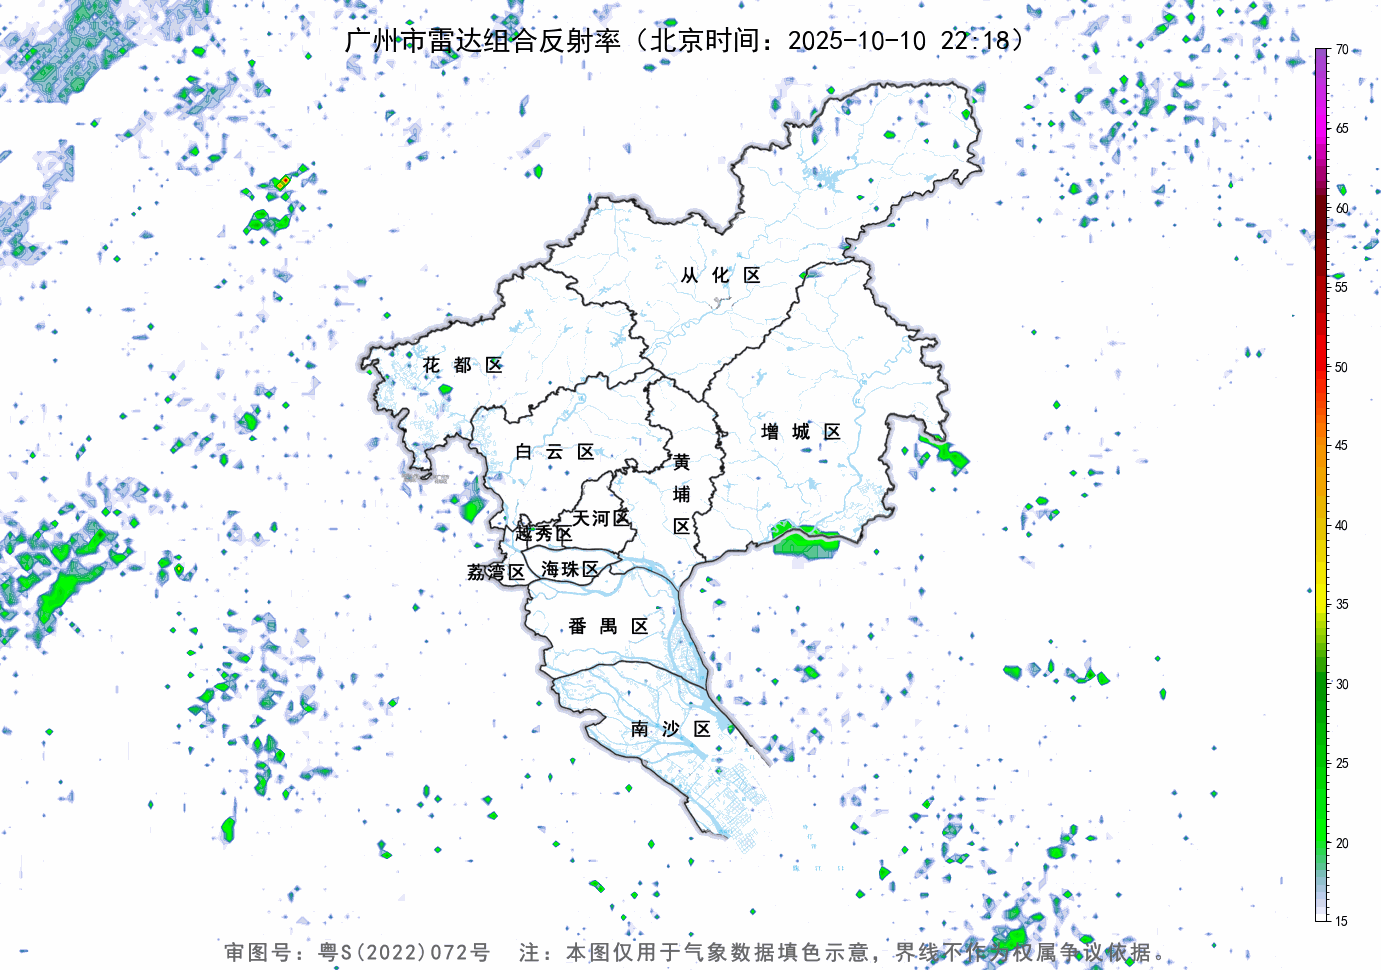 广州市雷达组合反射率（北京时间：2025-10-10 22:18）
70
65
60
55
50
45
40
35
30
25
20
15
从化区
花都区
增城区
白云区
黄埔区
天河区
越秀区
海珠区
荔湾区
番禺区
南沙区
审图号：粤S(2022)072号 注：本图仅用于气象数据填色示意，界线不作为权属争议依据。